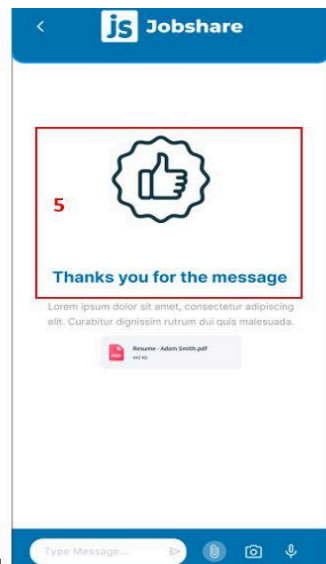 js Jobshare
5
Thanks you for the message
Lorem ipsum dolor sit amet, consectetur adipiscing
elit. Curabitur dignissim rutrum dui quis malesuada.
PDF
Resume - Adam Smith.pdf
Type Message...